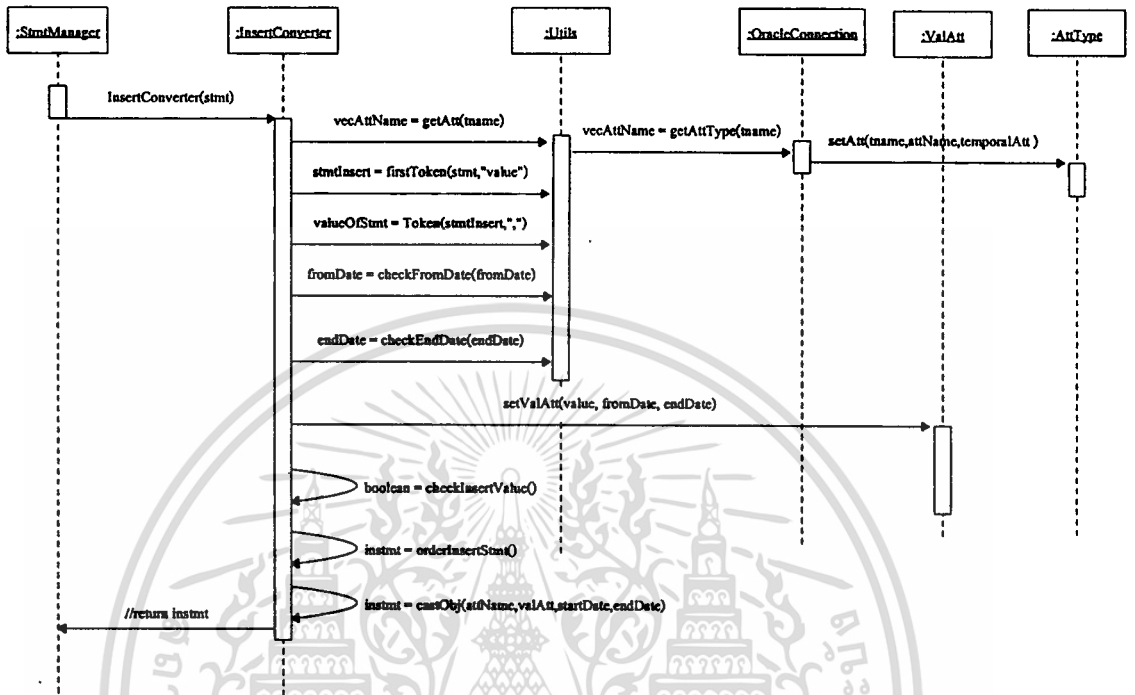 :StmtManager
:InsertConverter
:Utils
:OracleConnection
:ValAtt
:AttType
InsertConverter(stmt)
vecAttName = getAtt(tname)
vecAttName = getAttType(tname)
setAtt(tname,attName,temporalAtt )
stmtInsert = firstToken(stmt,"value")
valueOfStmt = Token(stmtInsert,",")
fromDate = checkFromDate(fromDate)
endDate = checkEndDate(endDate)
setValAtt(value, fromDate, endDate)
boolean = checkInsertValue()
instmt = orderInsertStmt()
instmt = castObj(attName,valAtt,startDate,endDate)
//return instmt